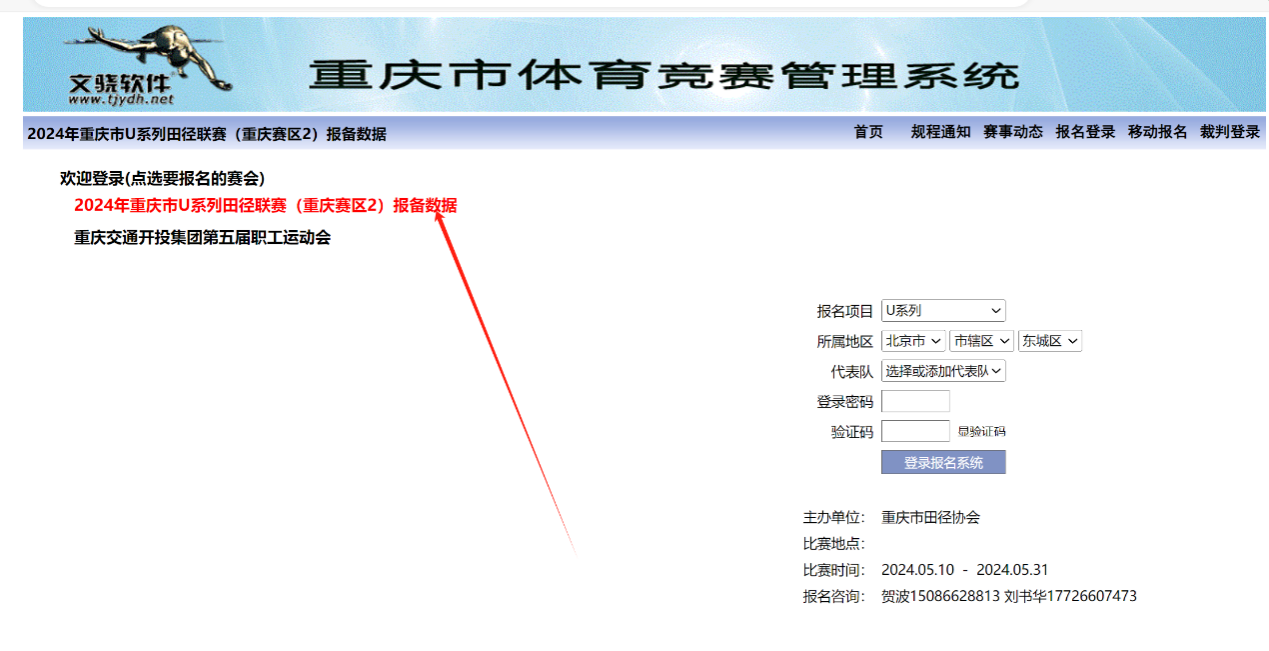 文骁软件
www.tjydh.net
重庆市体育竞赛管理系统
2024年重庆市U系列田径联赛（重庆赛区2）报备数据 首页 规程通知 赛事动态 报名登录 移动报名 裁判登录
欢迎登录(点选要报名的赛会)
2024年重庆市U系列田径联赛（重庆赛区2）报备数据
重庆交通开投集团第五届职工运动会
报名项目 U系列
所属地区 北京市 市辖区 东城区
代表队 选择或添加代表队
登录密码
验证码 显验证码
登录报名系统
主办单位： 重庆市田径协会
比赛地点：
比赛时间： 2024.05.10 - 2024.05.31
报名咨询： 贺波15086628813 刘书华17726607473